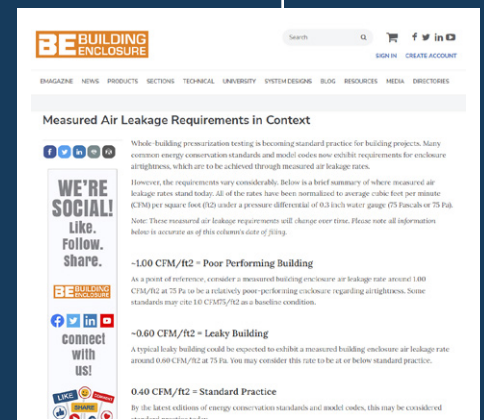 BE BUILDING ENCLOSURE
Search
SIGN IN CREATE ACCOUNT
EMAGAZINE NEWS PRODUCTS SECTIONS TECHNICAL UNIVERSITY SYSTEM DESIGNS BLOG RESOURCES MEDIA DIRECTORIES
Measured Air Leakage Requirements in Context
Whole-building pressurization testing is becoming standard practice for building projects. Many
common energy conservation standards and model codes now exhibit requirements for enclosure
airtightness, which are to be achieved through measured air leakage rates.
However, the requirements vary considerably. Below is a brief summary of where measured air
leakage rates stand today. All of the rates have been normalized to average cubic feet per minute
(CFM) per square foot (ft2) under a pressure differential of 0.3 inch water gauge (75 Pascals or 75 Pa).
Note: These measured air leakage requirements will change over time. Please note all information
below is accurate as of this column's date of filing.
~1.00 CFM/ft2 = Poor Performing Building
As a point of reference, consider a measured building enclosure air leakage rate around 1.00
CFM/ft2 at 75 Pa to be a relatively poor-performing enclosure regarding airtightness. Some
standards may cite 1.0 CFM75/ft2 as a baseline condition.
~0.60 CFM/ft2 = Leaky Building
A typical leaky building could be expected to exhibit a measured building enclosure air leakage rate
around 0.60 CFM/ft2 at 75 Pa. You may consider this rate to be at or below standard practice.
0.40 CFM/ft2 = Standard Practice
By the latest editions of energy conservation standards and model codes, this may be considered
standard practice today.
WE'RE
SOCIAL!
Like.
Follow.
Share.
BE BUILDING ENCLOSURE
connect
with
us!
LIKE
SHARE